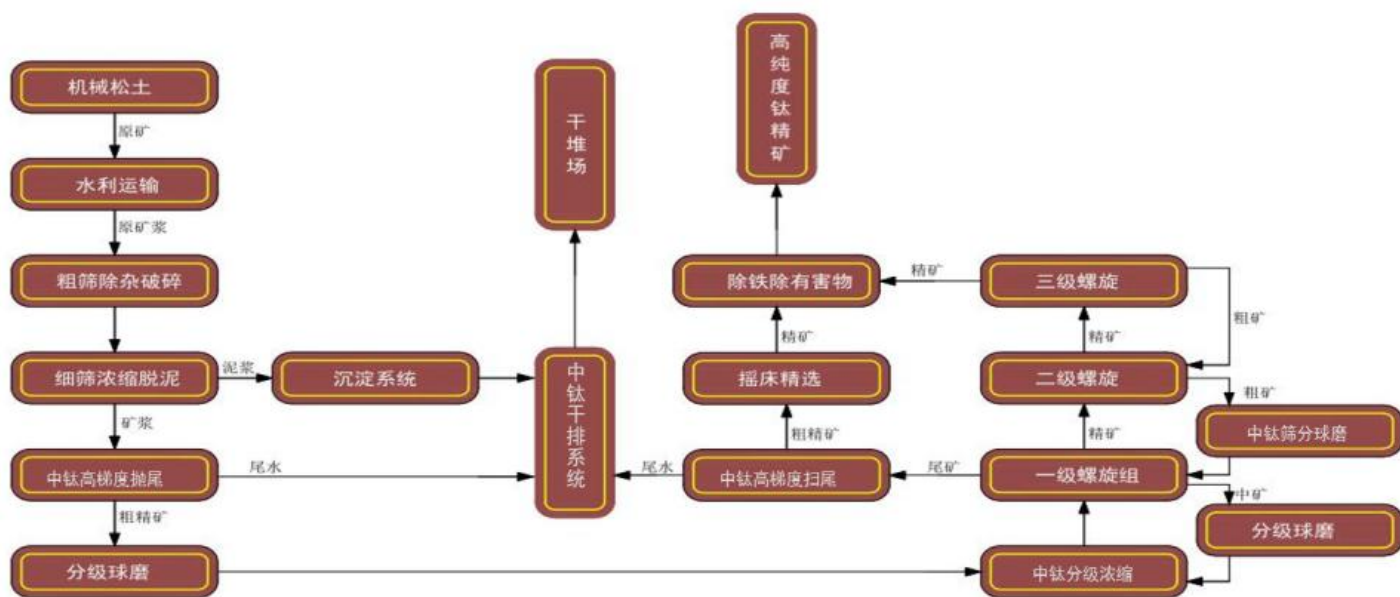 机械松土
原矿
水利运输
原矿浆
粗筛除杂破碎
细筛浓缩脱泥
泥浆
沉淀系统
矿浆
中钛高梯度抛尾
尾水
粗精矿
分级球磨
干堆场
中钛干排系统
高纯度钛精矿
除铁除有害物
精矿
摇床精选
粗精矿
中钛高梯度扫尾
尾水
尾矿
精矿
三级螺旋
粗矿
精矿
二级螺旋
粗矿
中钛筛分球磨
精矿
一级螺旋组
中矿
分级球磨
中钛分级浓缩